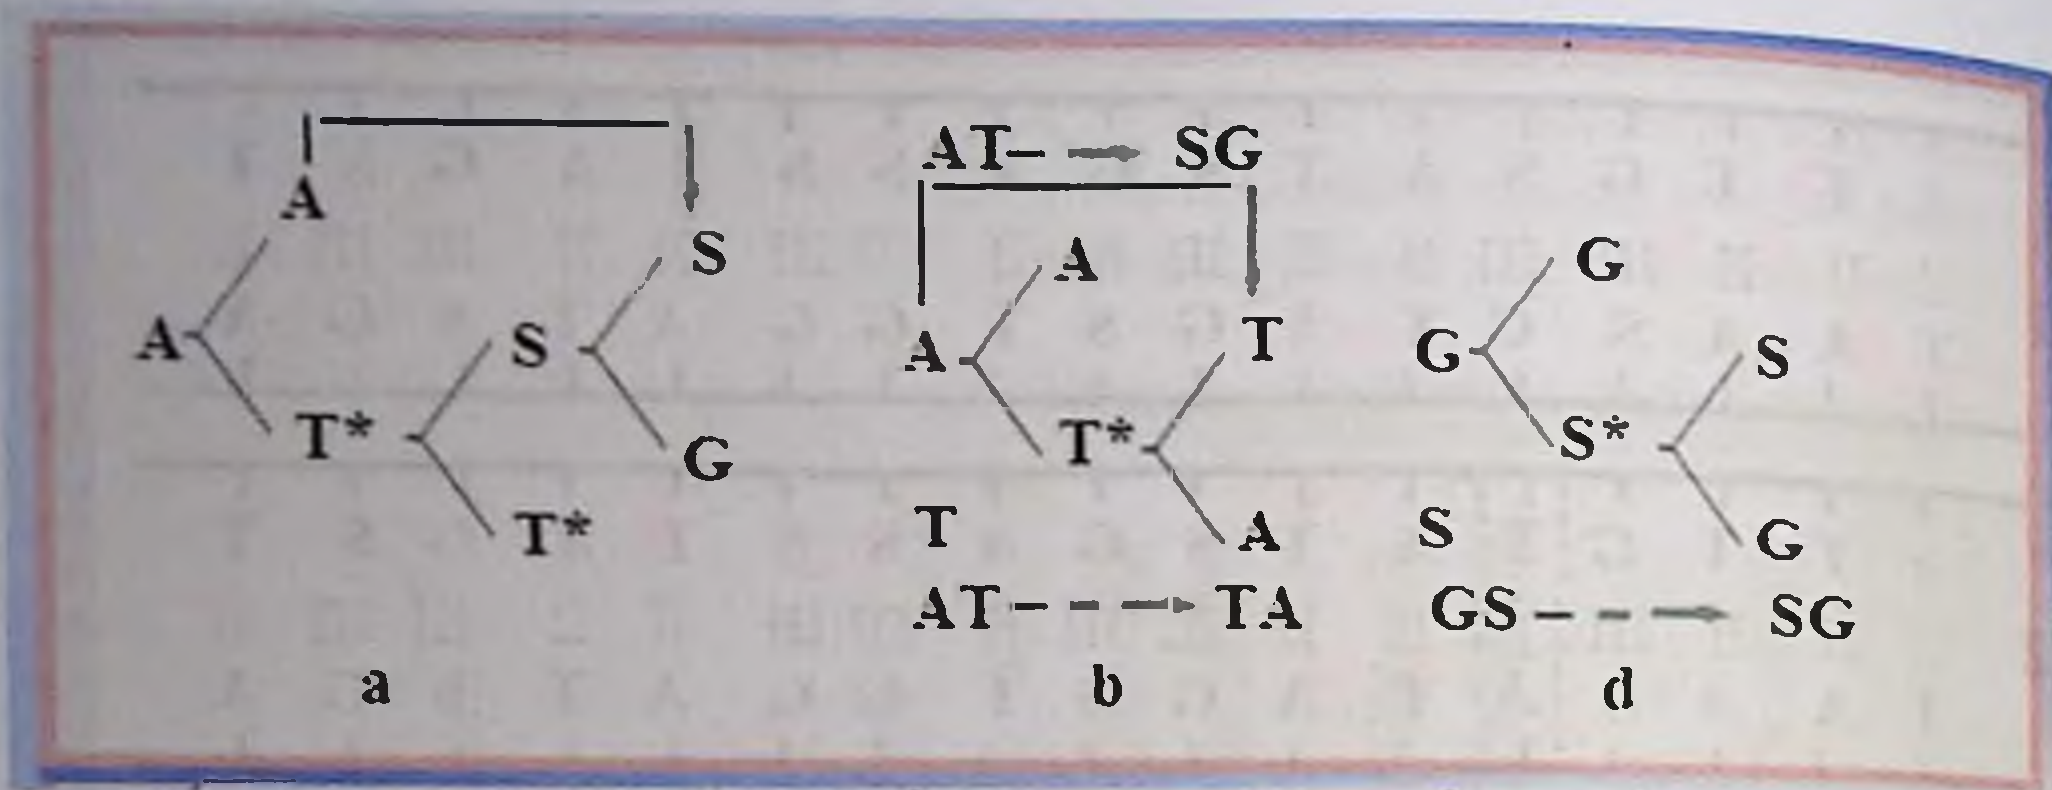 AT SG
A
S
A G
S
A T
A G S
T* T* S*
G
T*
T A G
T S
AT TA
GS SG
a b d